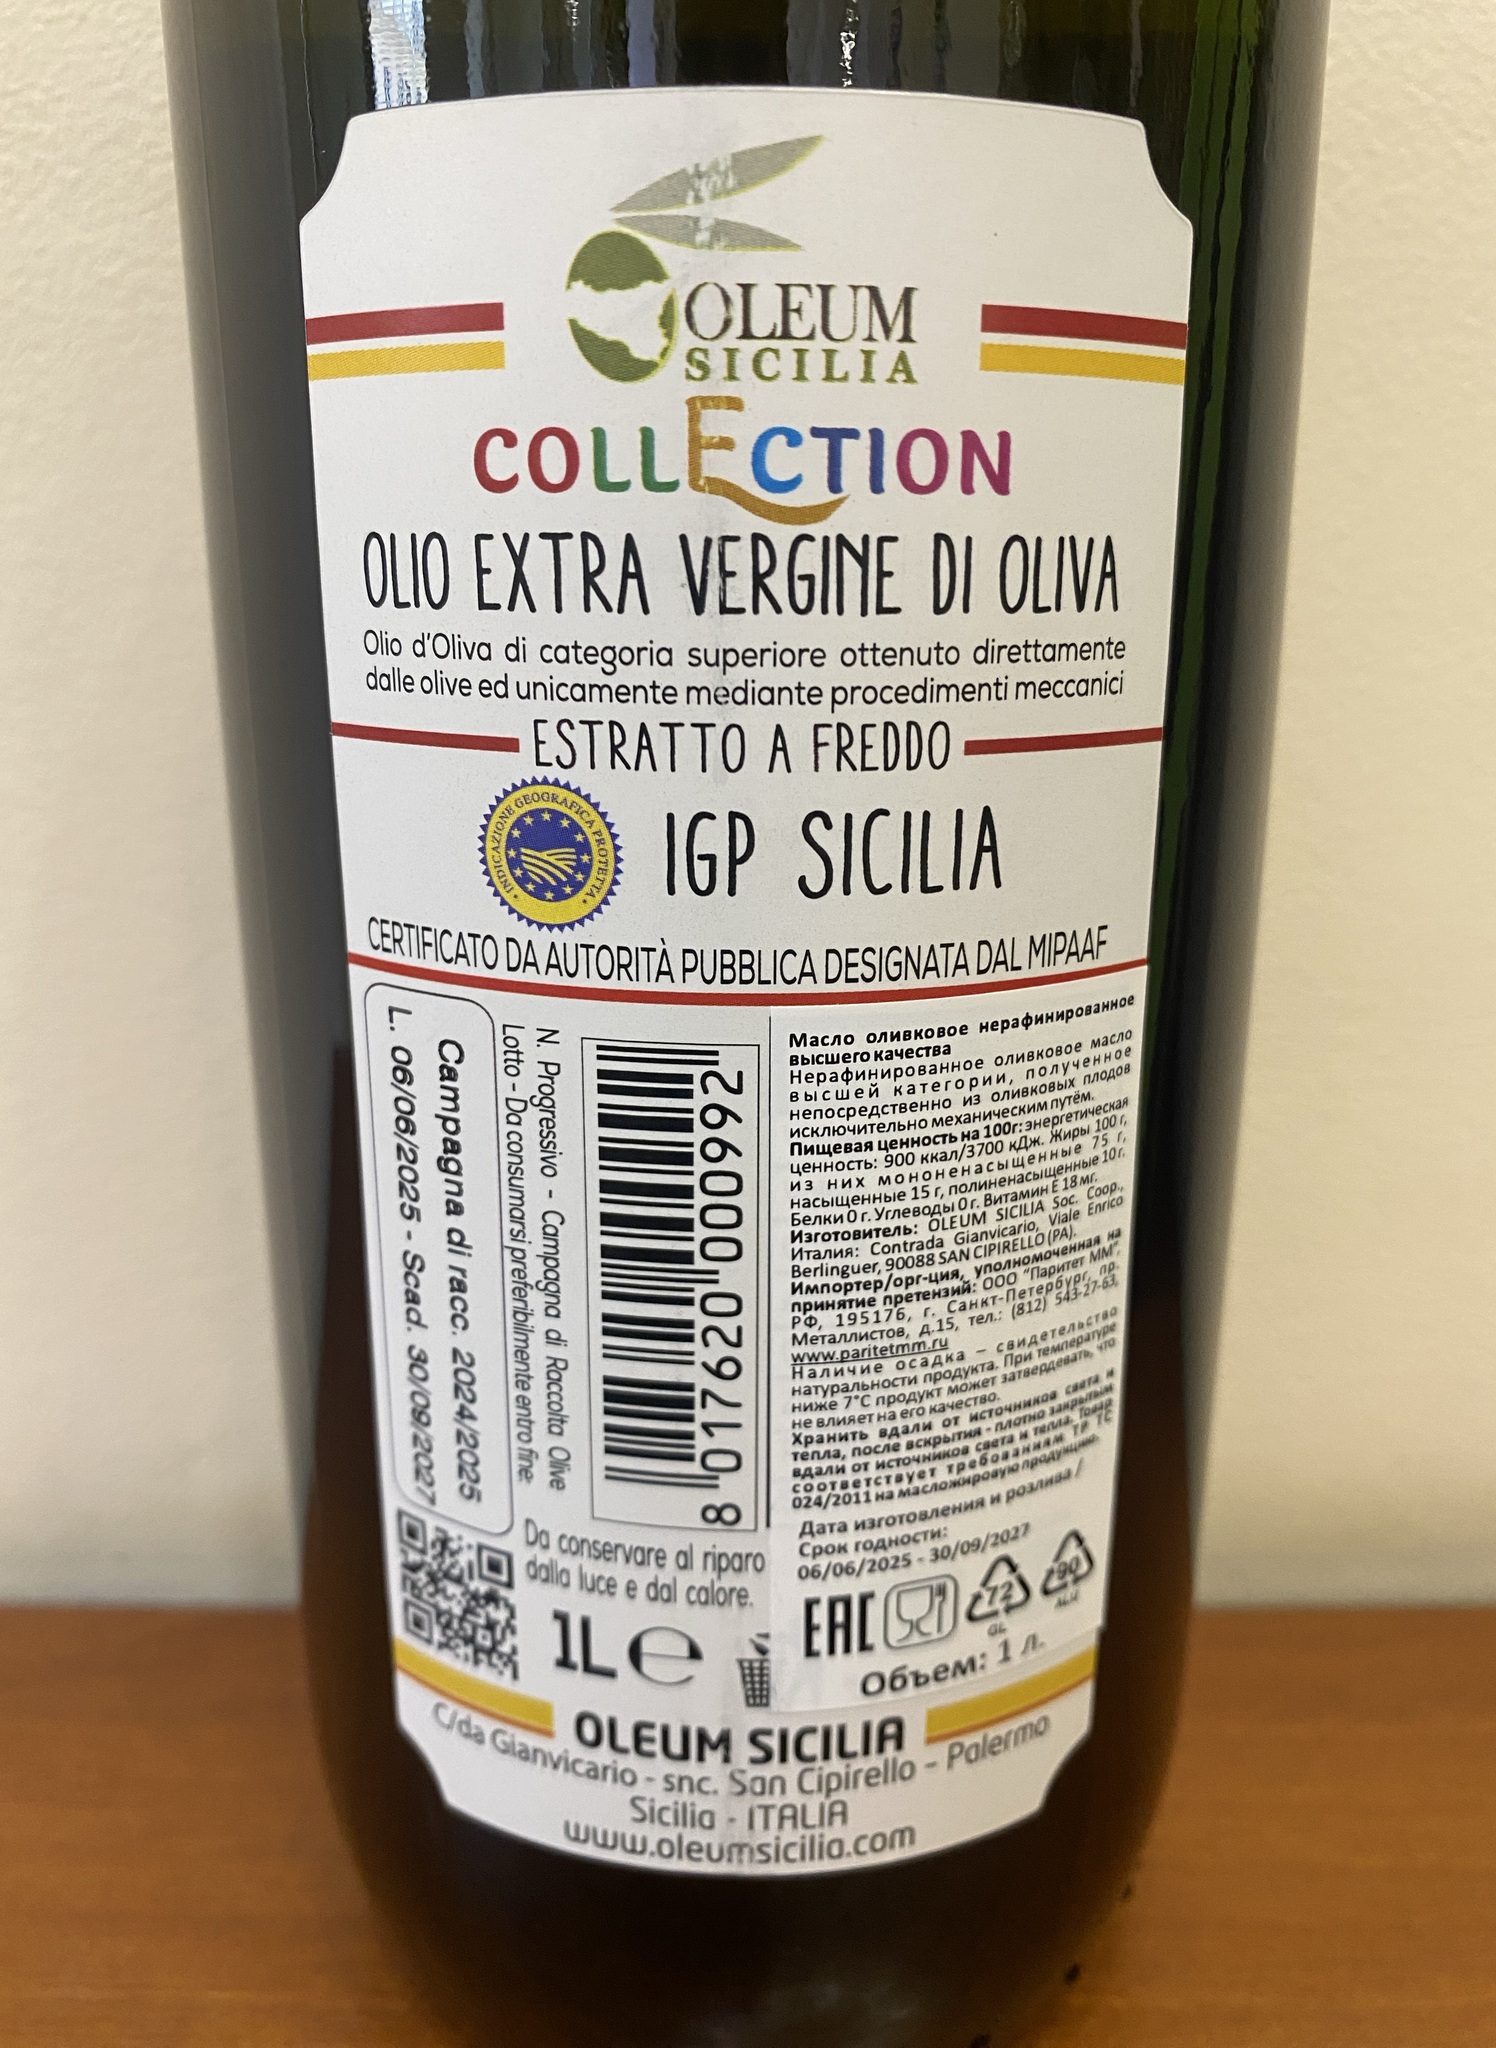 OLEUM
SICILIA
COLLECTION
OLIO EXTRA VERGINE DI OLIVA
Olio d'Oliva di categoria superiore ottenuto direttamente
dalle olive ed unicamente mediante procedimenti meccanici
ESTRATTO A FREDDO
INDICAZIONE GEOGRAFICA PROTETTA
IGP SICILIA
CERTIFICATO DA AUTORITÀ PUBBLICA DESIGNATA DAL MIPAAF
Campagna di racc. 2024/2025
L. 06/06/2025 - Scad. 30/09/2027
N. Progressivo - Campagna di Raccolta Olive
Lotto - Da consumarsi preferibilmente entro fine:
8 017620 000992
Da conservare al riparo
dalla luce e dal calore.
1L e
Масло оливковое нерафинированное
высшего качества
Нерафинированное оливковое масло
высшей категории, полученное
непосредственно из оливковых плодов
исключительно механическим путём.
Пищевая ценность на 100г: энергетическая
ценность: 900 ккал/3700 кДж. Жиры 100 г,
из них мононенасыщенные 75 г,
насыщенные 15 г, полиненасыщенные 10г.
Белки 0 г. Углеводы 0 г. Витамин Е 18 мг.
Изготовитель: OLEUM SICILIA Soc. Coop.,
Италия: Contrada Gianvicario, Viale Enrico
Berlinguer, 90088 SAN CIPIRELLO (PA).
Импортер/орг-ция, уполномоченная на
принятие претензий: ООО "Паритет ММ",
РФ, 195176, г. Санкт-Петербург, пр.
Металлистов, д.15, тел.: (812) 543-27-63,
www.paritetmm.ru
Наличие осадка – свидетельство
натуральности продукта. При температуре
ниже 7°С продукт может затвердевать, что
не влияет на его качество.
Хранить вдали от источников света и
тепла, после вскрытия - плотно закрытым
вдали от источников света и тепла. Товар
соответствует требованиям ТР ТС
024/2011 на масложировую продукцию.
Дата изготовления и розлива /
Срок годности:
06/06/2025 - 30/09/2027
EAC
72
GL
90
ALU
Объем: 1 л.
OLEUM SICILIA
C/da Gianvicario - snc. San Cipirello - Palermo
Sicilia - ITALIA
www.oleumsicilia.com